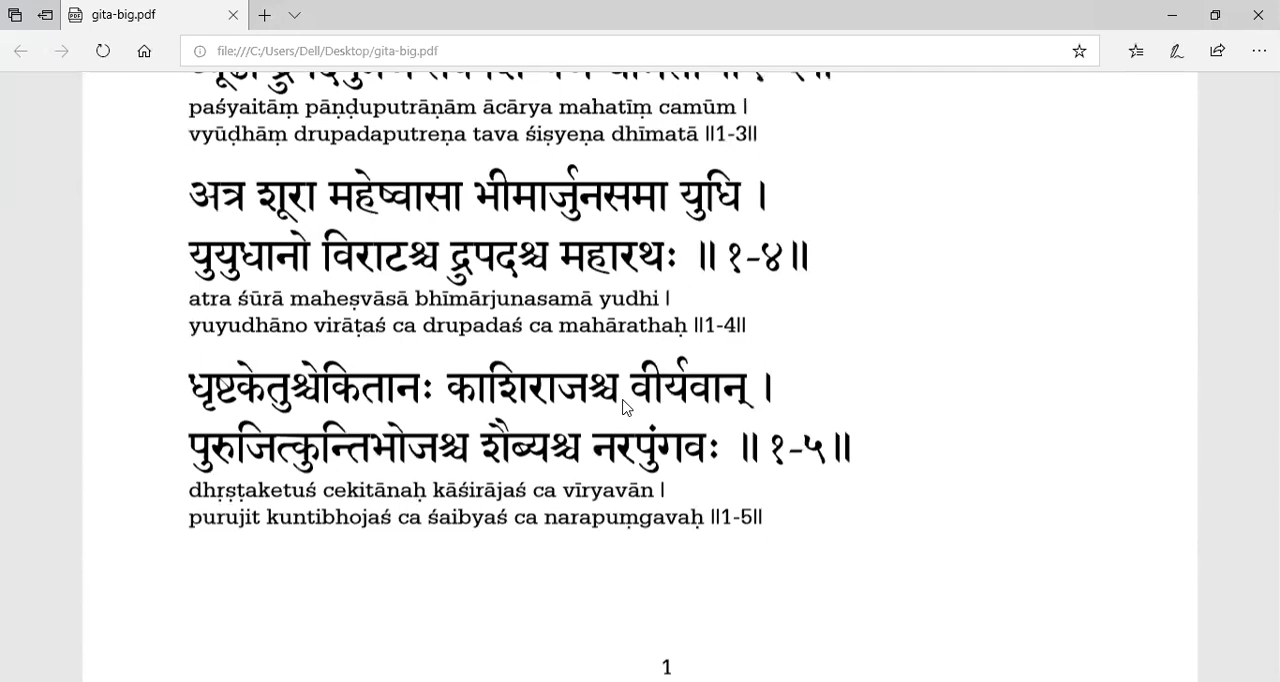 gita-big.pdf
file:///C:/Users/Dell/Desktop/gita-big.pdf
paśyaitāṃ pāṇḍuputrāṇām ācārya mahatīṃ camūm |
vyūḍhāṃ drupadaputreṇa tava śiṣyeṇa dhīmatā ||1-3||
अत्र शूरा महेष्वासा भीमार्जुनसमा युधि ।
युयुधानो विराटश्च द्रुपदश्च महारथः ॥ १-४॥
atra śūrā maheṣvāsā bhīmārjunasamā yudhi |
yuyudhāno virāṭaś ca drupadaś ca mahārathaḥ ||1-4||
धृष्टकेतुश्चेकितानः काशिराजश्च वीर्यवान् ।
पुरुजित्कुन्तिभोजश्च शैब्यश्च नरपुंगवः ॥ १-५॥
dhṛṣṭaketuś cekitānaḥ kāśirājaś ca vīryavān |
purujit kuntibhojaś ca śaibyaś ca narapuṃgavaḥ ||1-5||
1